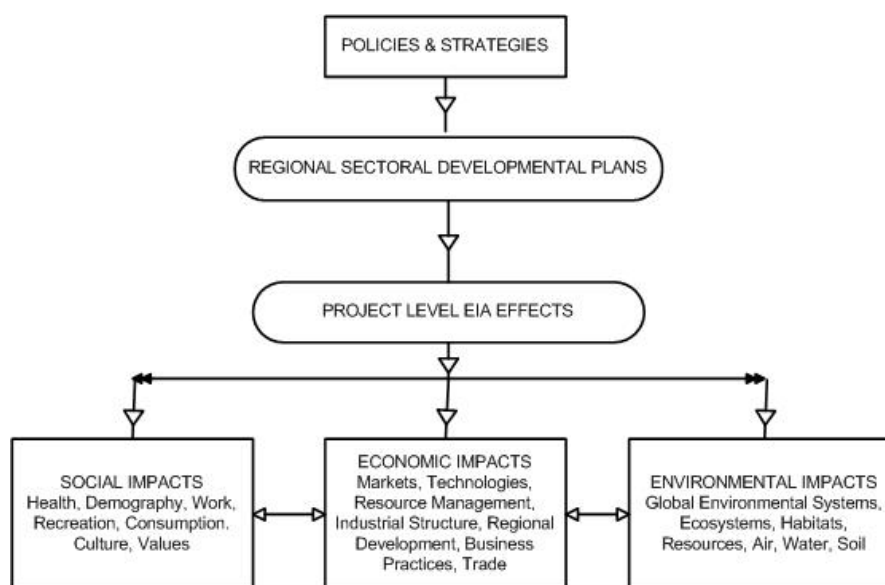 POLICIES & STRATEGIES
REGIONAL SECTORAL DEVELOPMENTAL PLANS
PROJECT LEVEL EIA EFFECTS
SOCIAL IMPACTS
Health, Demography, Work,
Recreation, Consumption.
Culture, Values
ECONOMIC IMPACTS
Markets, Technologies,
Resource Management,
Industrial Structure, Regional
Development, Business
Practices, Trade
ENVIRONMENTAL IMPACTS
Global Environmental Systems,
Ecosystems, Habitats,
Resources, Air, Water, Soil